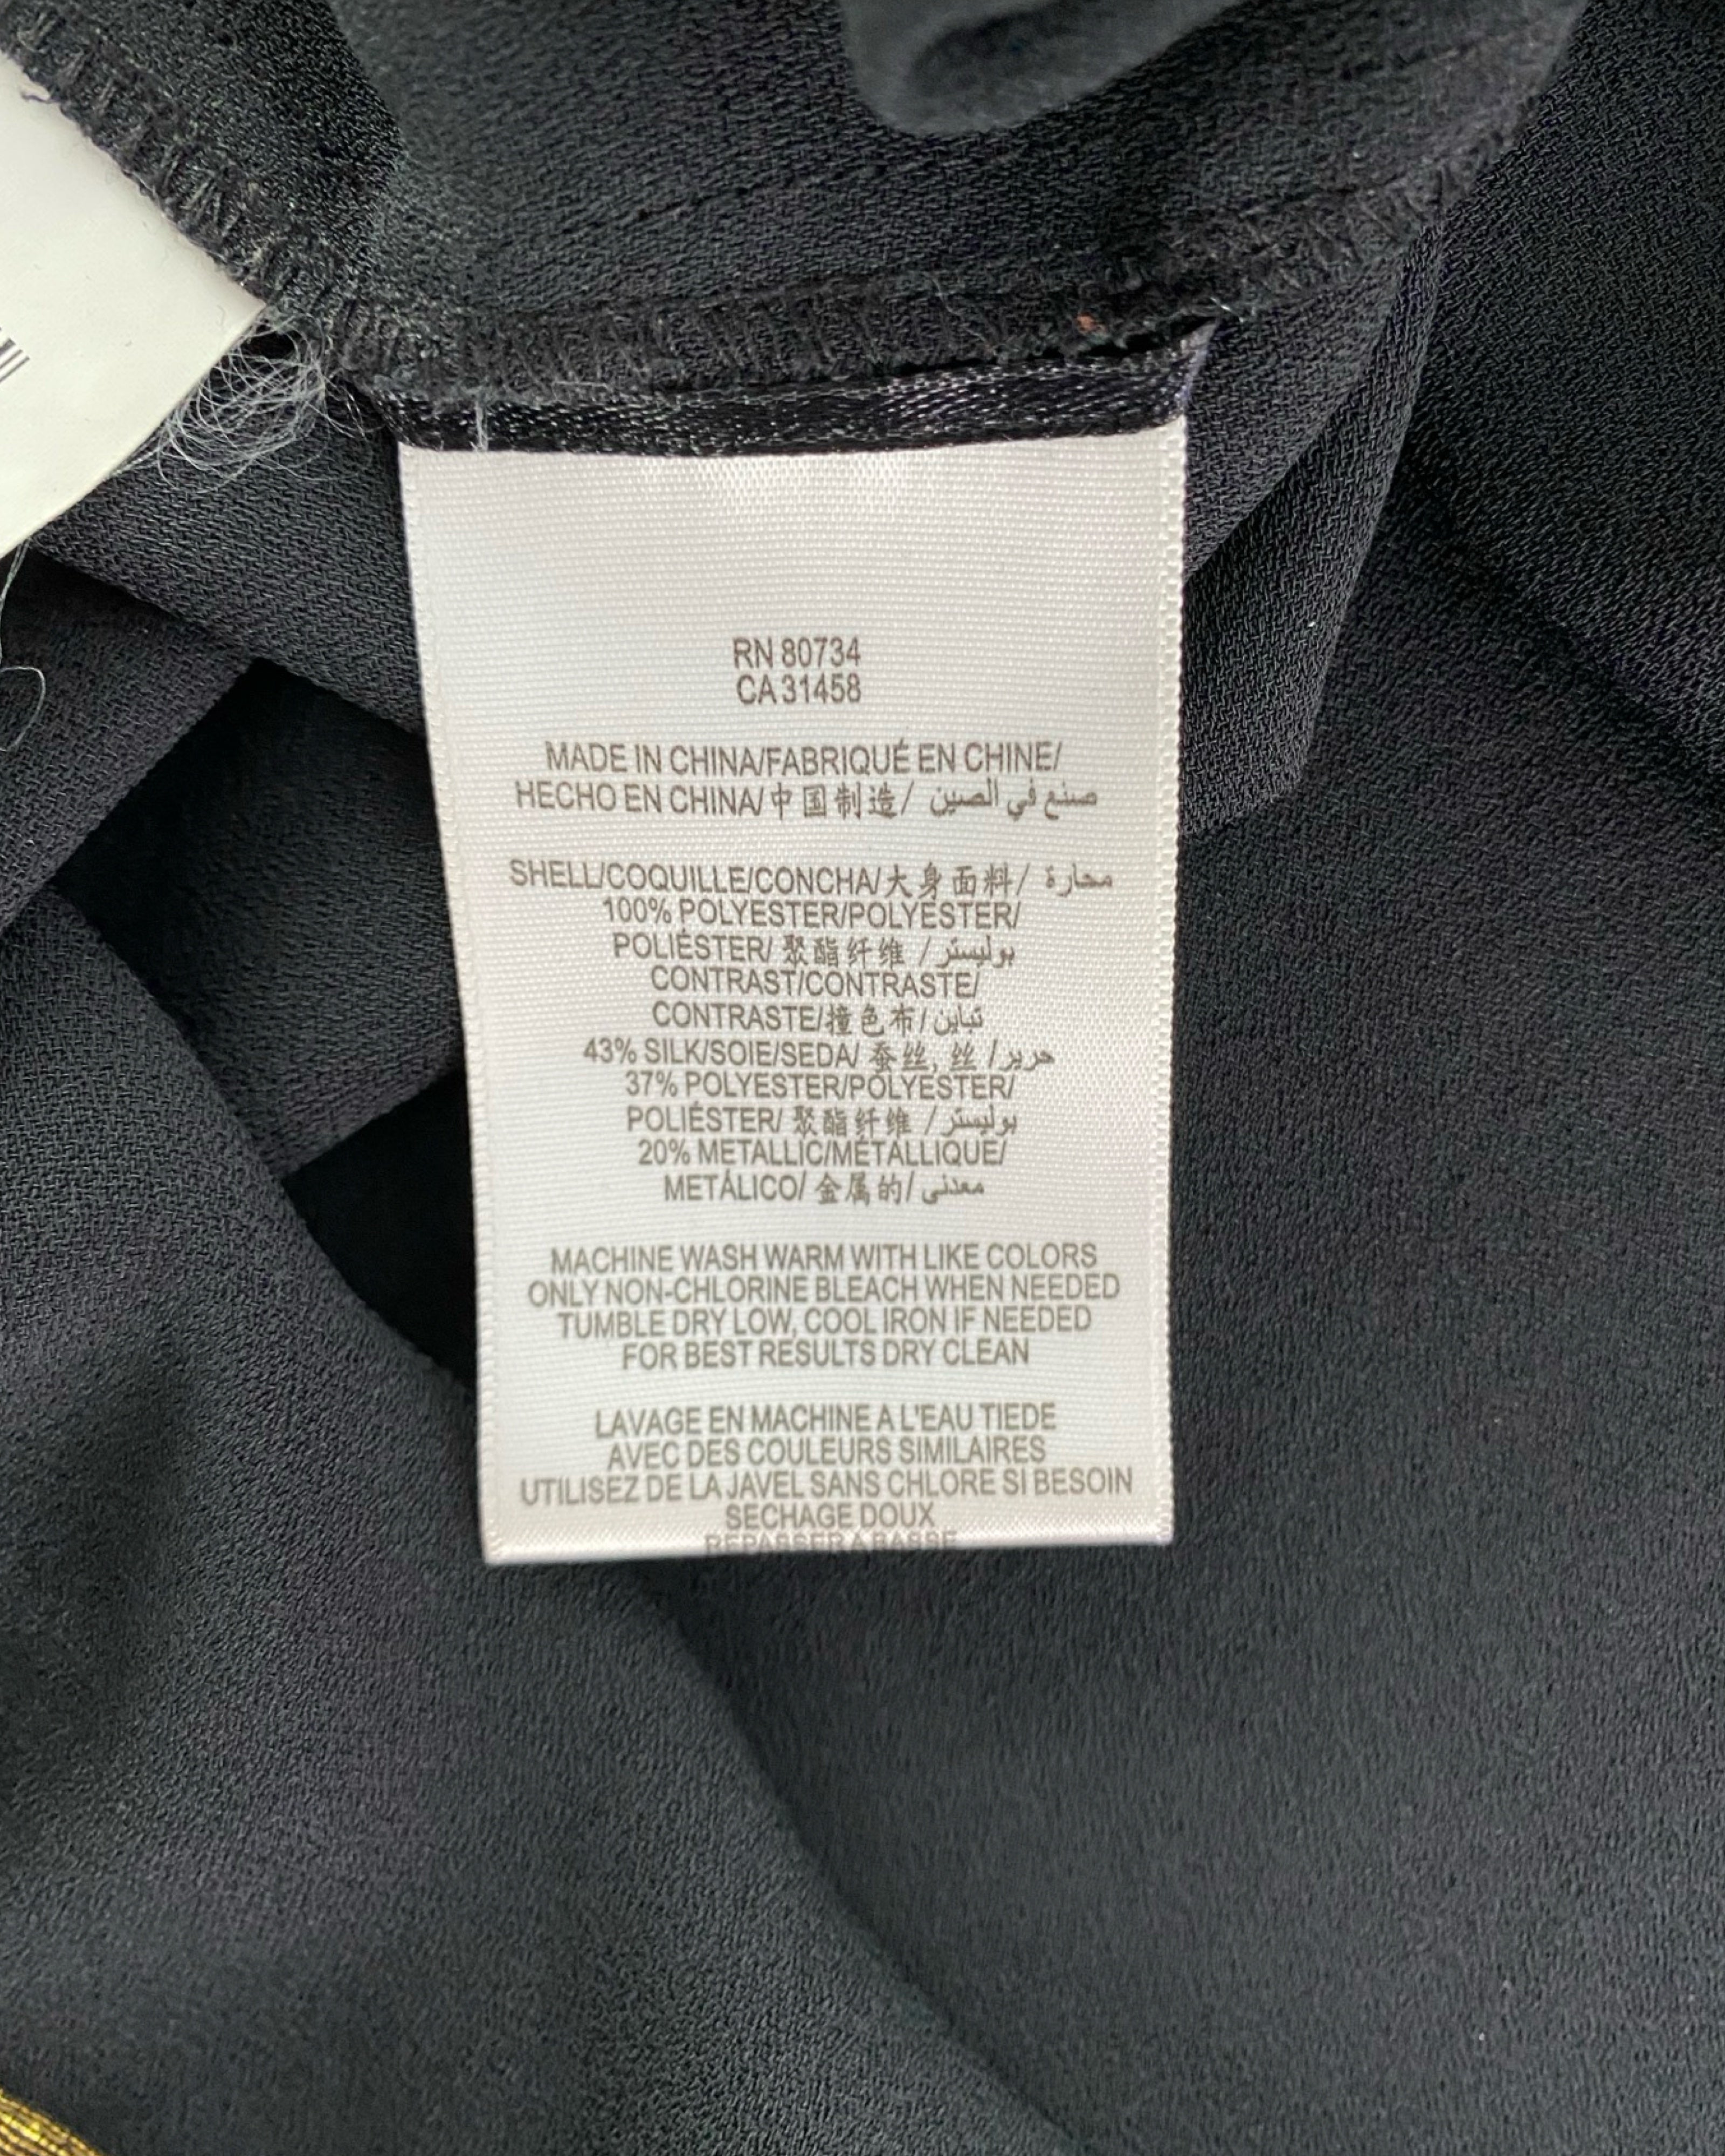 RN 80734
CA 31458
MADE IN CHINA/FABRIQUÉ EN CHINE/
HECHO EN CHINA/中国制造/ صنع في الصين
SHELL/COQUILLE/CONCHA/大身面料/ محارة
100% POLYESTER/POLYESTER/
POLIÉSTER/ 聚酯纤维 / بوليستر
CONTRAST/CONTRASTE/
CONTRASTE/撞色布/ تباين
43% SILK/SOIE/SEDA/ 蚕丝, 丝 / حرير
37% POLYESTER/POLYESTER/
POLIÉSTER/ 聚酯纤维 / بوليستر
20% METALLIC/MÉTALLIQUE/
METÁLICO/ 金属的/ معدني
MACHINE WASH WARM WITH LIKE COLORS
ONLY NON-CHLORINE BLEACH WHEN NEEDED
TUMBLE DRY LOW, COOL IRON IF NEEDED
FOR BEST RESULTS DRY CLEAN
LAVAGE EN MACHINE A L'EAU TIEDE
AVEC DES COULEURS SIMILAIRES
UTILISEZ DE LA JAVEL SANS CHLORE SI BESOIN
SECHAGE DOUX
REPASSER A BASSE